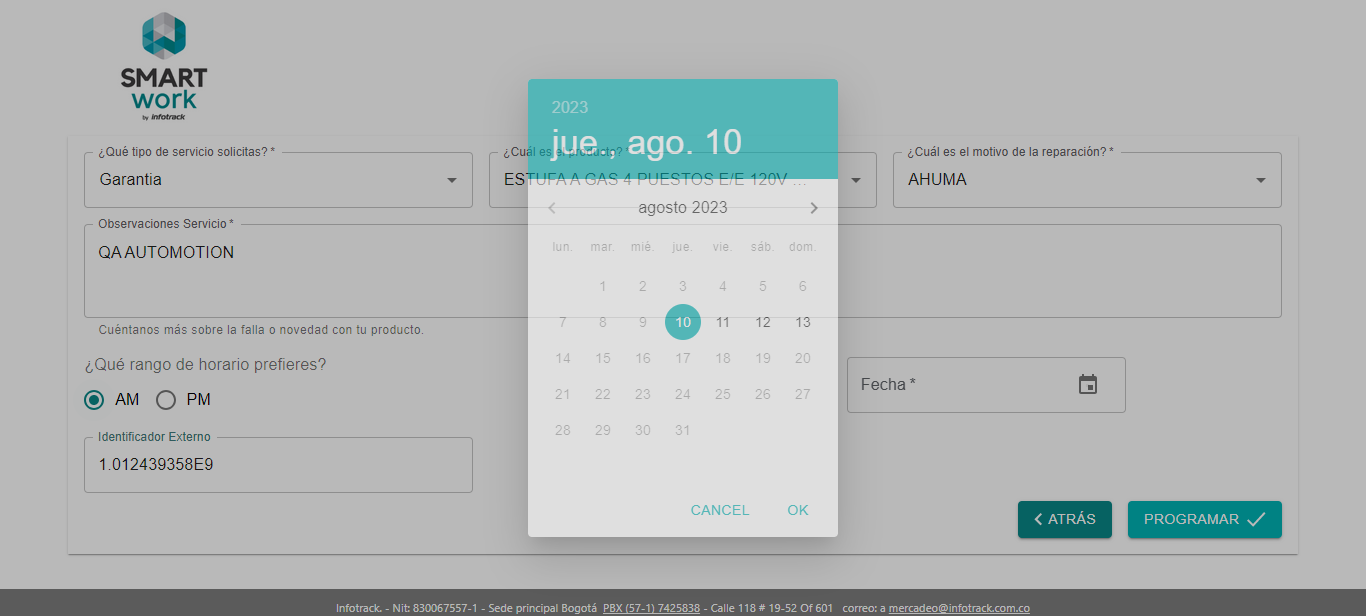 SMART
work
by infotrack
¿Qué tipo de servicio solicitas? *
Garantia
¿Cuál es el producto? *
ESTUFA A GAS 4 PUESTOS E/E 120V ...
¿Cuál es el motivo de la reparación? *
AHUMA
Observaciones Servicio *
QA AUTOMOTION
Cuéntanos más sobre la falla o novedad con tu producto.
¿Qué rango de horario prefieres?
AM
PM
Fecha *
Identificador Externo
1.012439358E9
2023
jue., ago. 10
agosto 2023
lun. mar. mié. jue. vie. sáb. dom.
1 2 3 4 5 6
7 8 9 10 11 12 13
14 15 16 17 18 19 20
21 22 23 24 25 26 27
28 29 30 31
CANCEL OK
ATRÁS
PROGRAMAR
Infotrack. - Nit: 830067557-1 - Sede principal Bogotá PBX (57-1) 7425838 - Calle 118 # 19-52 Of 601 correo: a mercadeo@infotrack.com.co